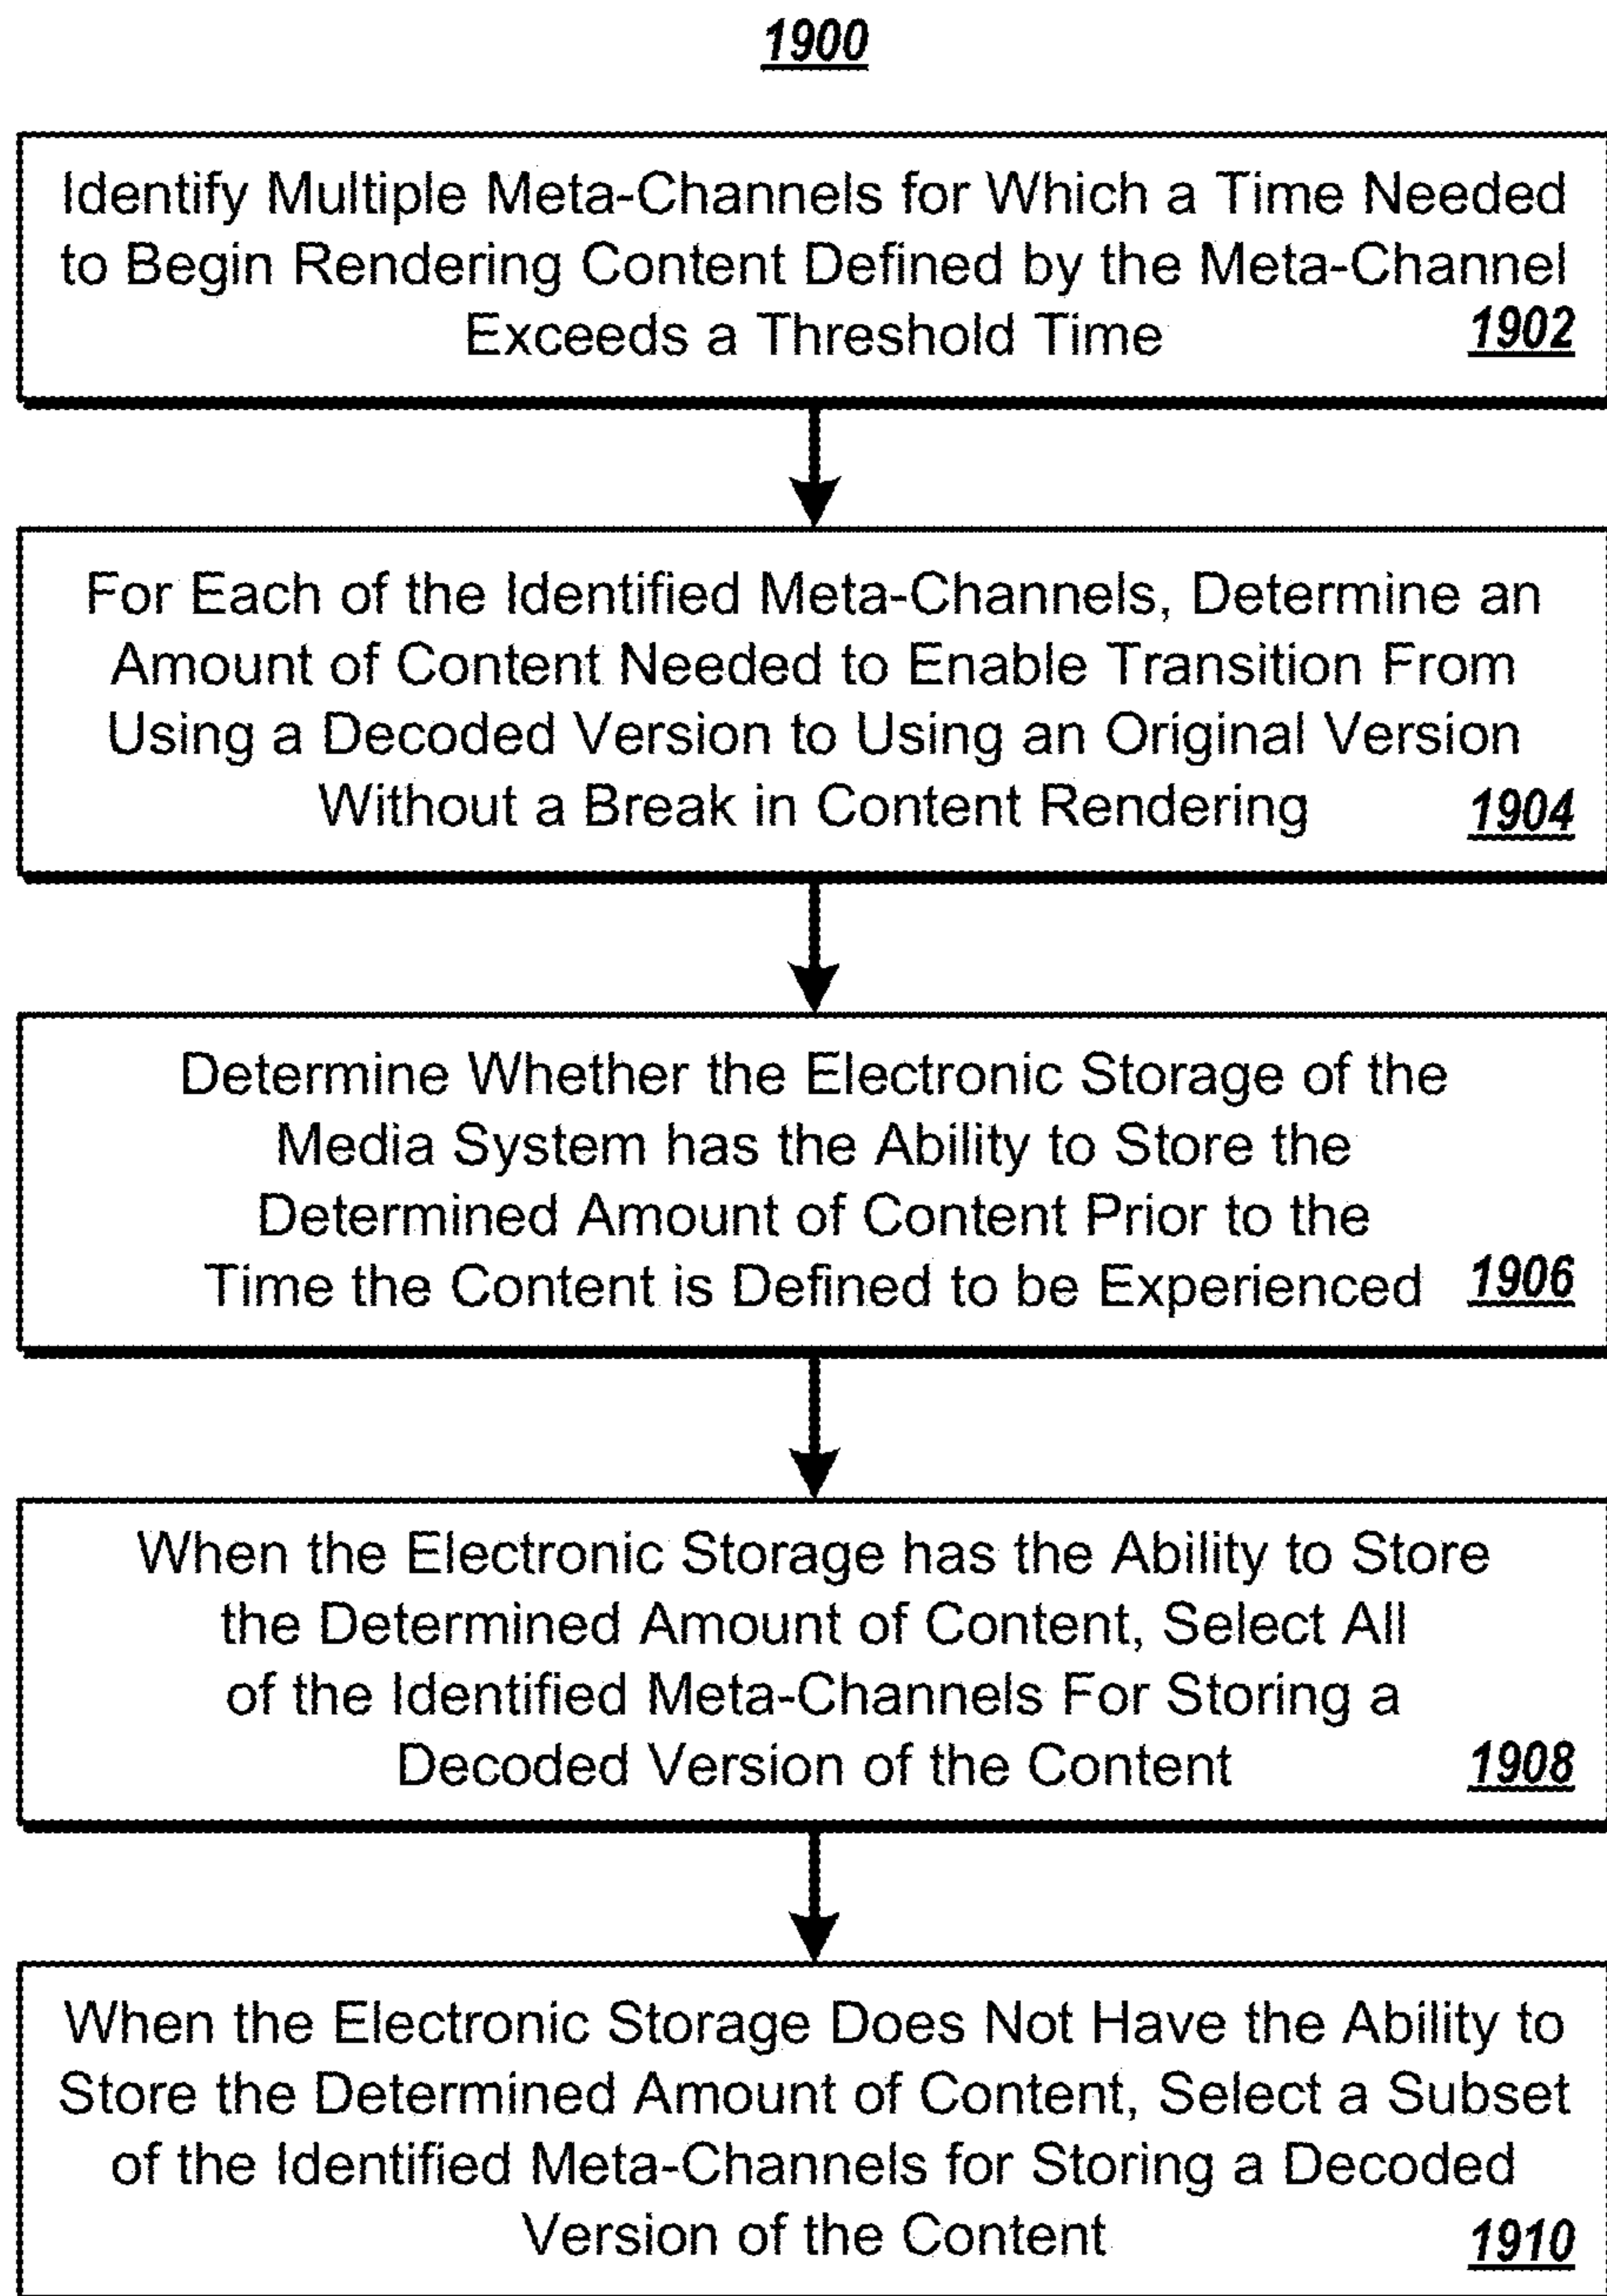 1900
Identify Multiple Meta-Channels for Which a Time Needed
to Begin Rendering Content Defined by the Meta-Channel
Exceeds a Threshold Time 1902
For Each of the Identified Meta-Channels, Determine an
Amount of Content Needed to Enable Transition From
Using a Decoded Version to Using an Original Version
Without a Break in Content Rendering 1904
Determine Whether the Electronic Storage of the
Media System has the Ability to Store the
Determined Amount of Content Prior to the
Time the Content is Defined to be Experienced 1906
When the Electronic Storage has the Ability to Store
the Determined Amount of Content, Select All
of the Identified Meta-Channels For Storing a
Decoded Version of the Content 1908
When the Electronic Storage Does Not Have the Ability to
Store the Determined Amount of Content, Select a Subset
of the Identified Meta-Channels for Storing a Decoded
Version of the Content 1910